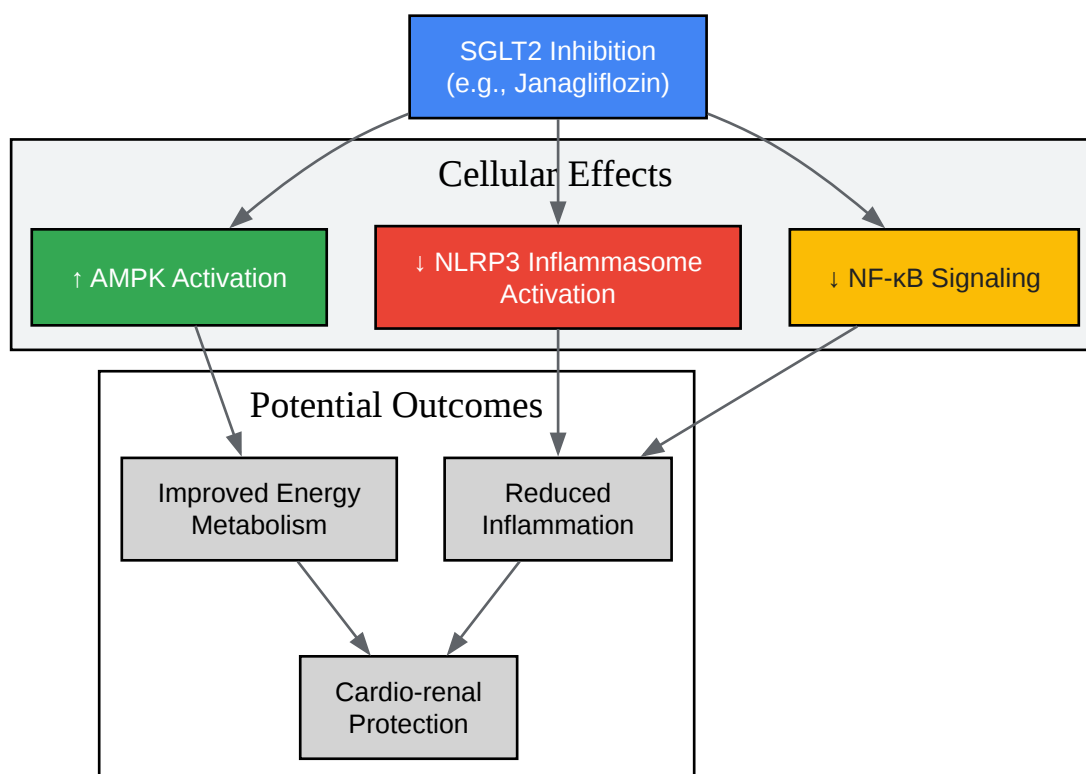 SGLT2 Inhibition
(e.g., Janagliflozin)
Cellular Effects
↑ AMPK Activation
↓ NLRP3 Inflammasome
Activation
↓ NF-κB Signaling
Potential Outcomes
Improved Energy
Metabolism
Reduced
Inflammation
Cardio-renal
Protection